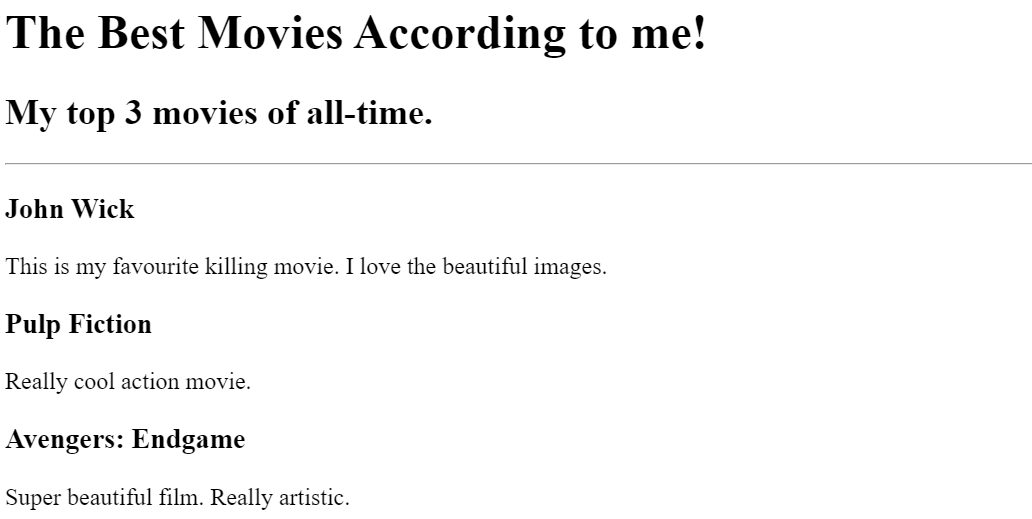 The Best Movies According to me!
My top 3 movies of all-time.
John Wick
This is my favourite killing movie. I love the beautiful images.
Pulp Fiction
Really cool action movie.
Avengers: Endgame
Super beautiful film. Really artistic.